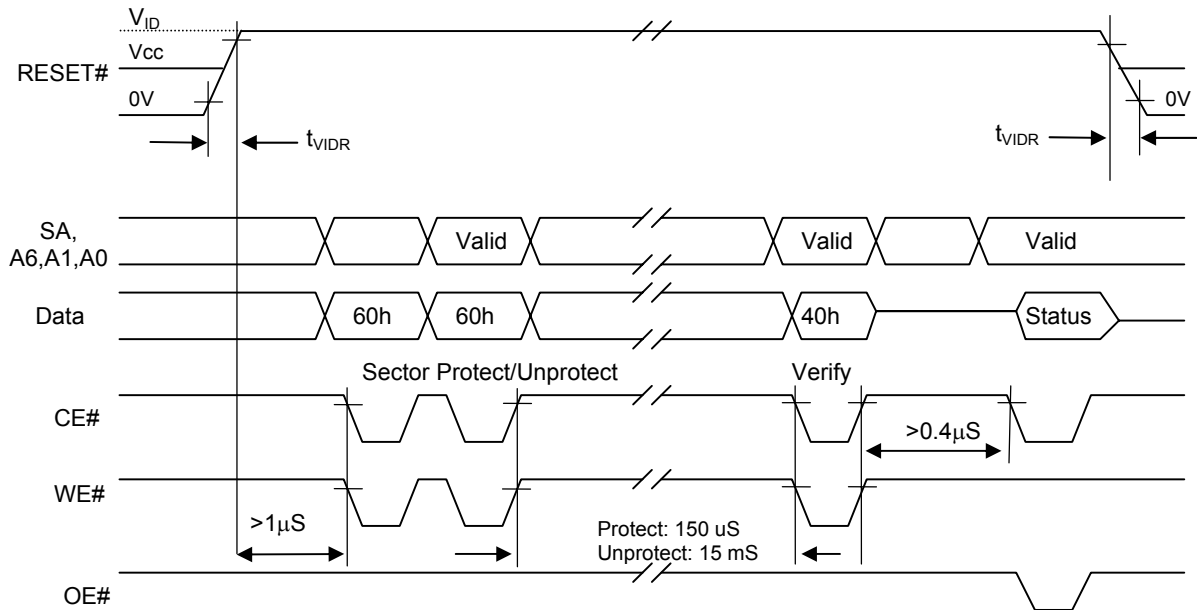 VID
Vcc
RESET#
0V
0V
tVIDR
tVIDR
SA,
A6,A1,A0
Valid
Valid
Valid
Data
60h
60h
40h
Status
Sector Protect/Unprotect
Verify
CE#
>0.4μS
WE#
>1μS
Protect: 150 uS
Unprotect: 15 mS
OE#